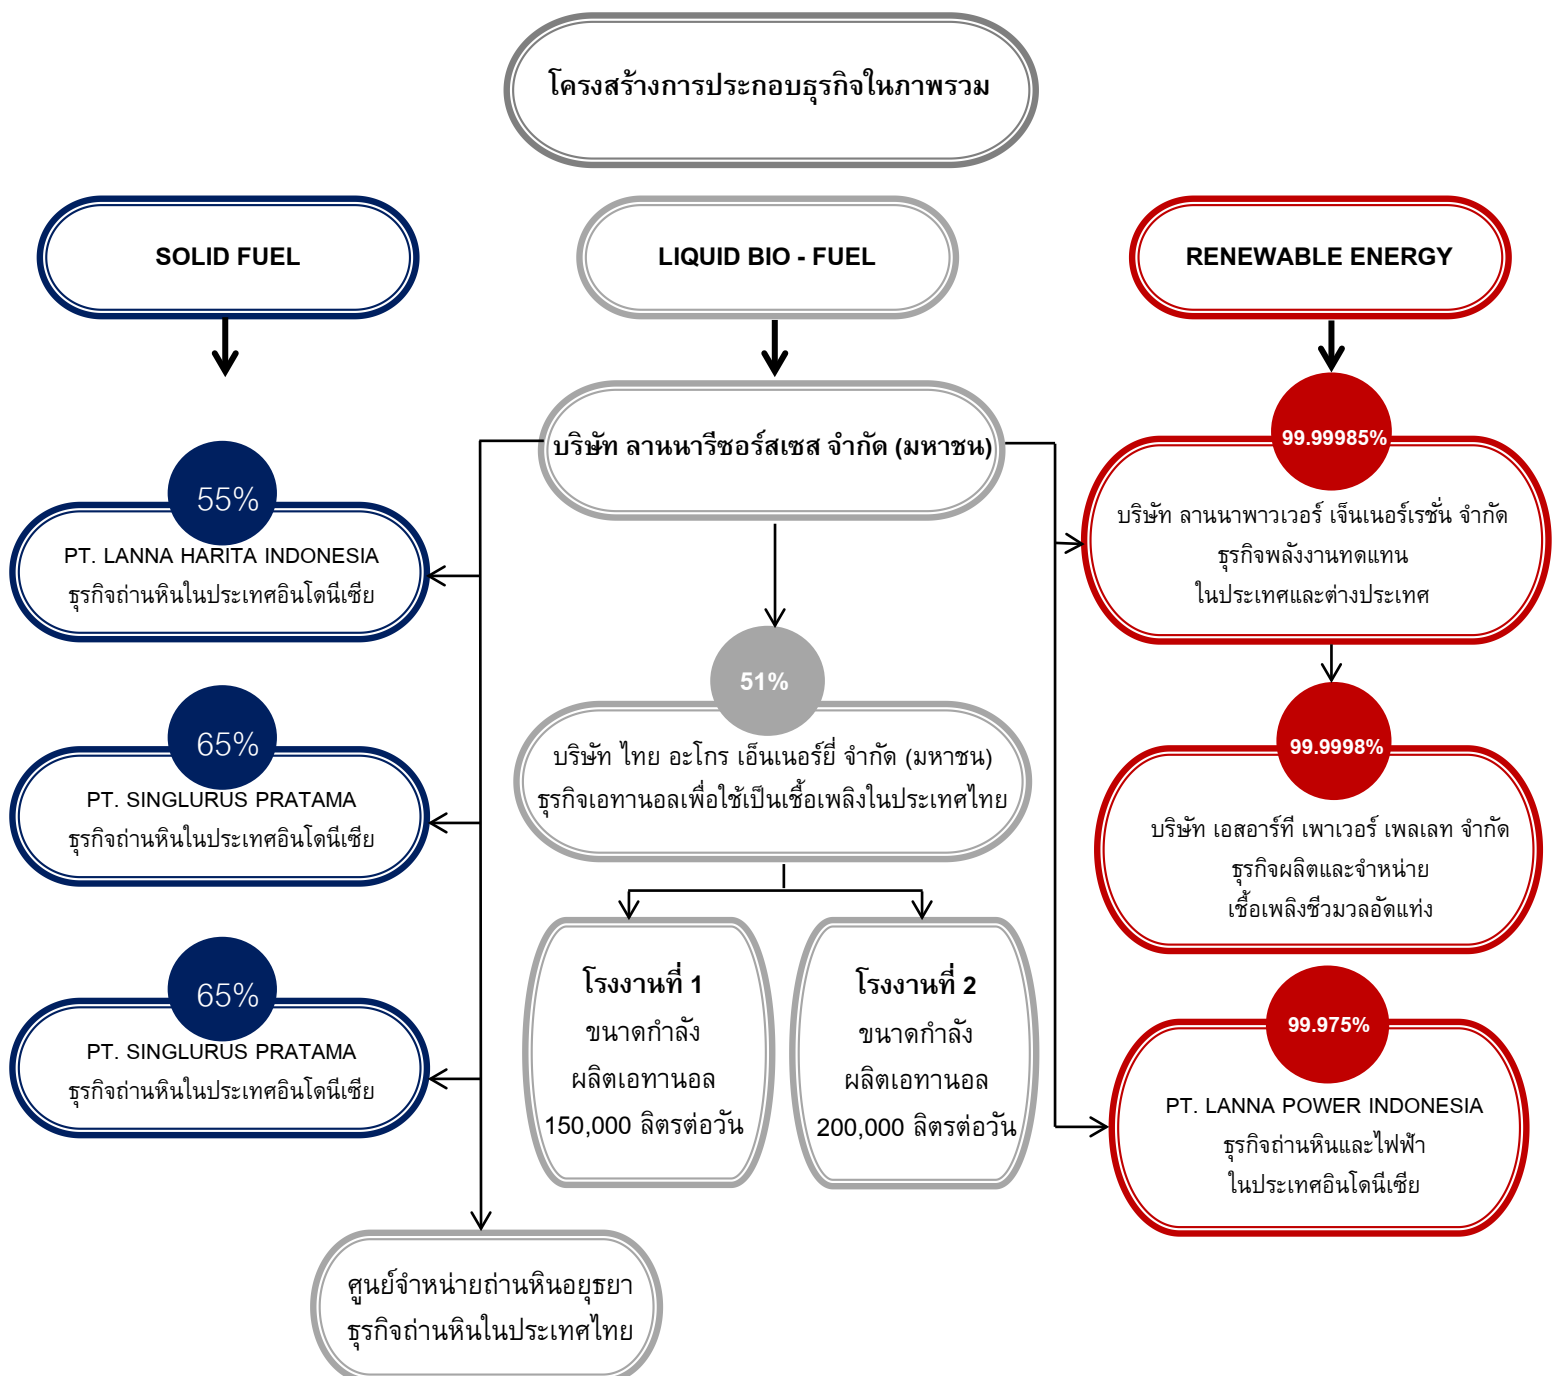 โครงสร้างการประกอบธุรกิจในภาพรวม
SOLID FUEL
LIQUID BIO - FUEL
RENEWABLE ENERGY
บริษัท ลานนารีซอร์สเซส จำกัด (มหาชน)
55%
PT. LANNA HARITA INDONESIA
ธุรกิจถ่านหินในประเทศอินโดนีเซีย
65%
PT. SINGLURUS PRATAMA
ธุรกิจถ่านหินในประเทศอินโดนีเซีย
65%
PT. SINGLURUS PRATAMA
ธุรกิจถ่านหินในประเทศอินโดนีเซีย
ศูนย์จำหน่ายถ่านหินอยุธยา
ธุรกิจถ่านหินในประเทศไทย
51%
บริษัท ไทย อะโกร เอ็นเนอร์ยี่ จำกัด (มหาชน)
ธุรกิจเอทานอลเพื่อใช้เป็นเชื้อเพลิงในประเทศไทย
โรงงานที่ 1
ขนาดกำลัง
ผลิตเอทานอล
150,000 ลิตรต่อวัน
โรงงานที่ 2
ขนาดกำลัง
ผลิตเอทานอล
200,000 ลิตรต่อวัน
99.99985%
บริษัท ลานนาพาวเวอร์ เจ็นเนอร์เรชั่น จำกัด
ธุรกิจพลังงานทดแทน
ในประเทศและต่างประเทศ
99.9998%
บริษัท เอสอาร์ที เพาเวอร์ เพลเลท จำกัด
ธุรกิจผลิตและจำหน่าย
เชื้อเพลิงชีวมวลอัดแท่ง
99.975%
PT. LANNA POWER INDONESIA
ธุรกิจถ่านหินและไฟฟ้า
ในประเทศอินโดนีเซีย